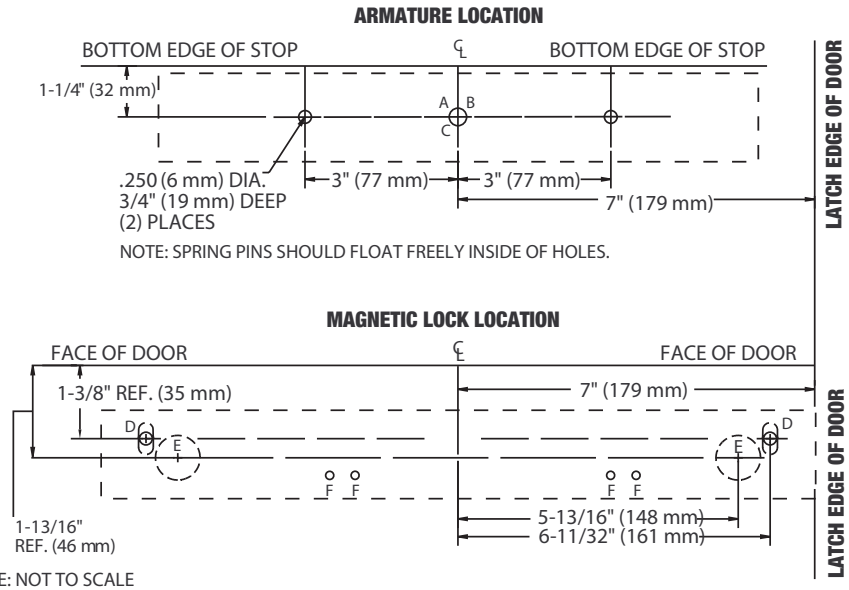 ARMATURE LOCATION
BOTTOM EDGE OF STOP
℄
BOTTOM EDGE OF STOP
1-1/4" (32 mm)
A B
C
.250 (6 mm) DIA.
3/4" (19 mm) DEEP
(2) PLACES
3" (77 mm)
3" (77 mm)
7" (179 mm)
LATCH EDGE OF DOOR
NOTE: SPRING PINS SHOULD FLOAT FREELY INSIDE OF HOLES.
MAGNETIC LOCK LOCATION
FACE OF DOOR
℄
FACE OF DOOR
1-3/8" REF. (35 mm)
7" (179 mm)
D
D
E
E
F F
F F
1-13/16"
REF. (46 mm)
5-13/16" (148 mm)
6-11/32" (161 mm)
LATCH EDGE OF DOOR
E: NOT TO SCALE